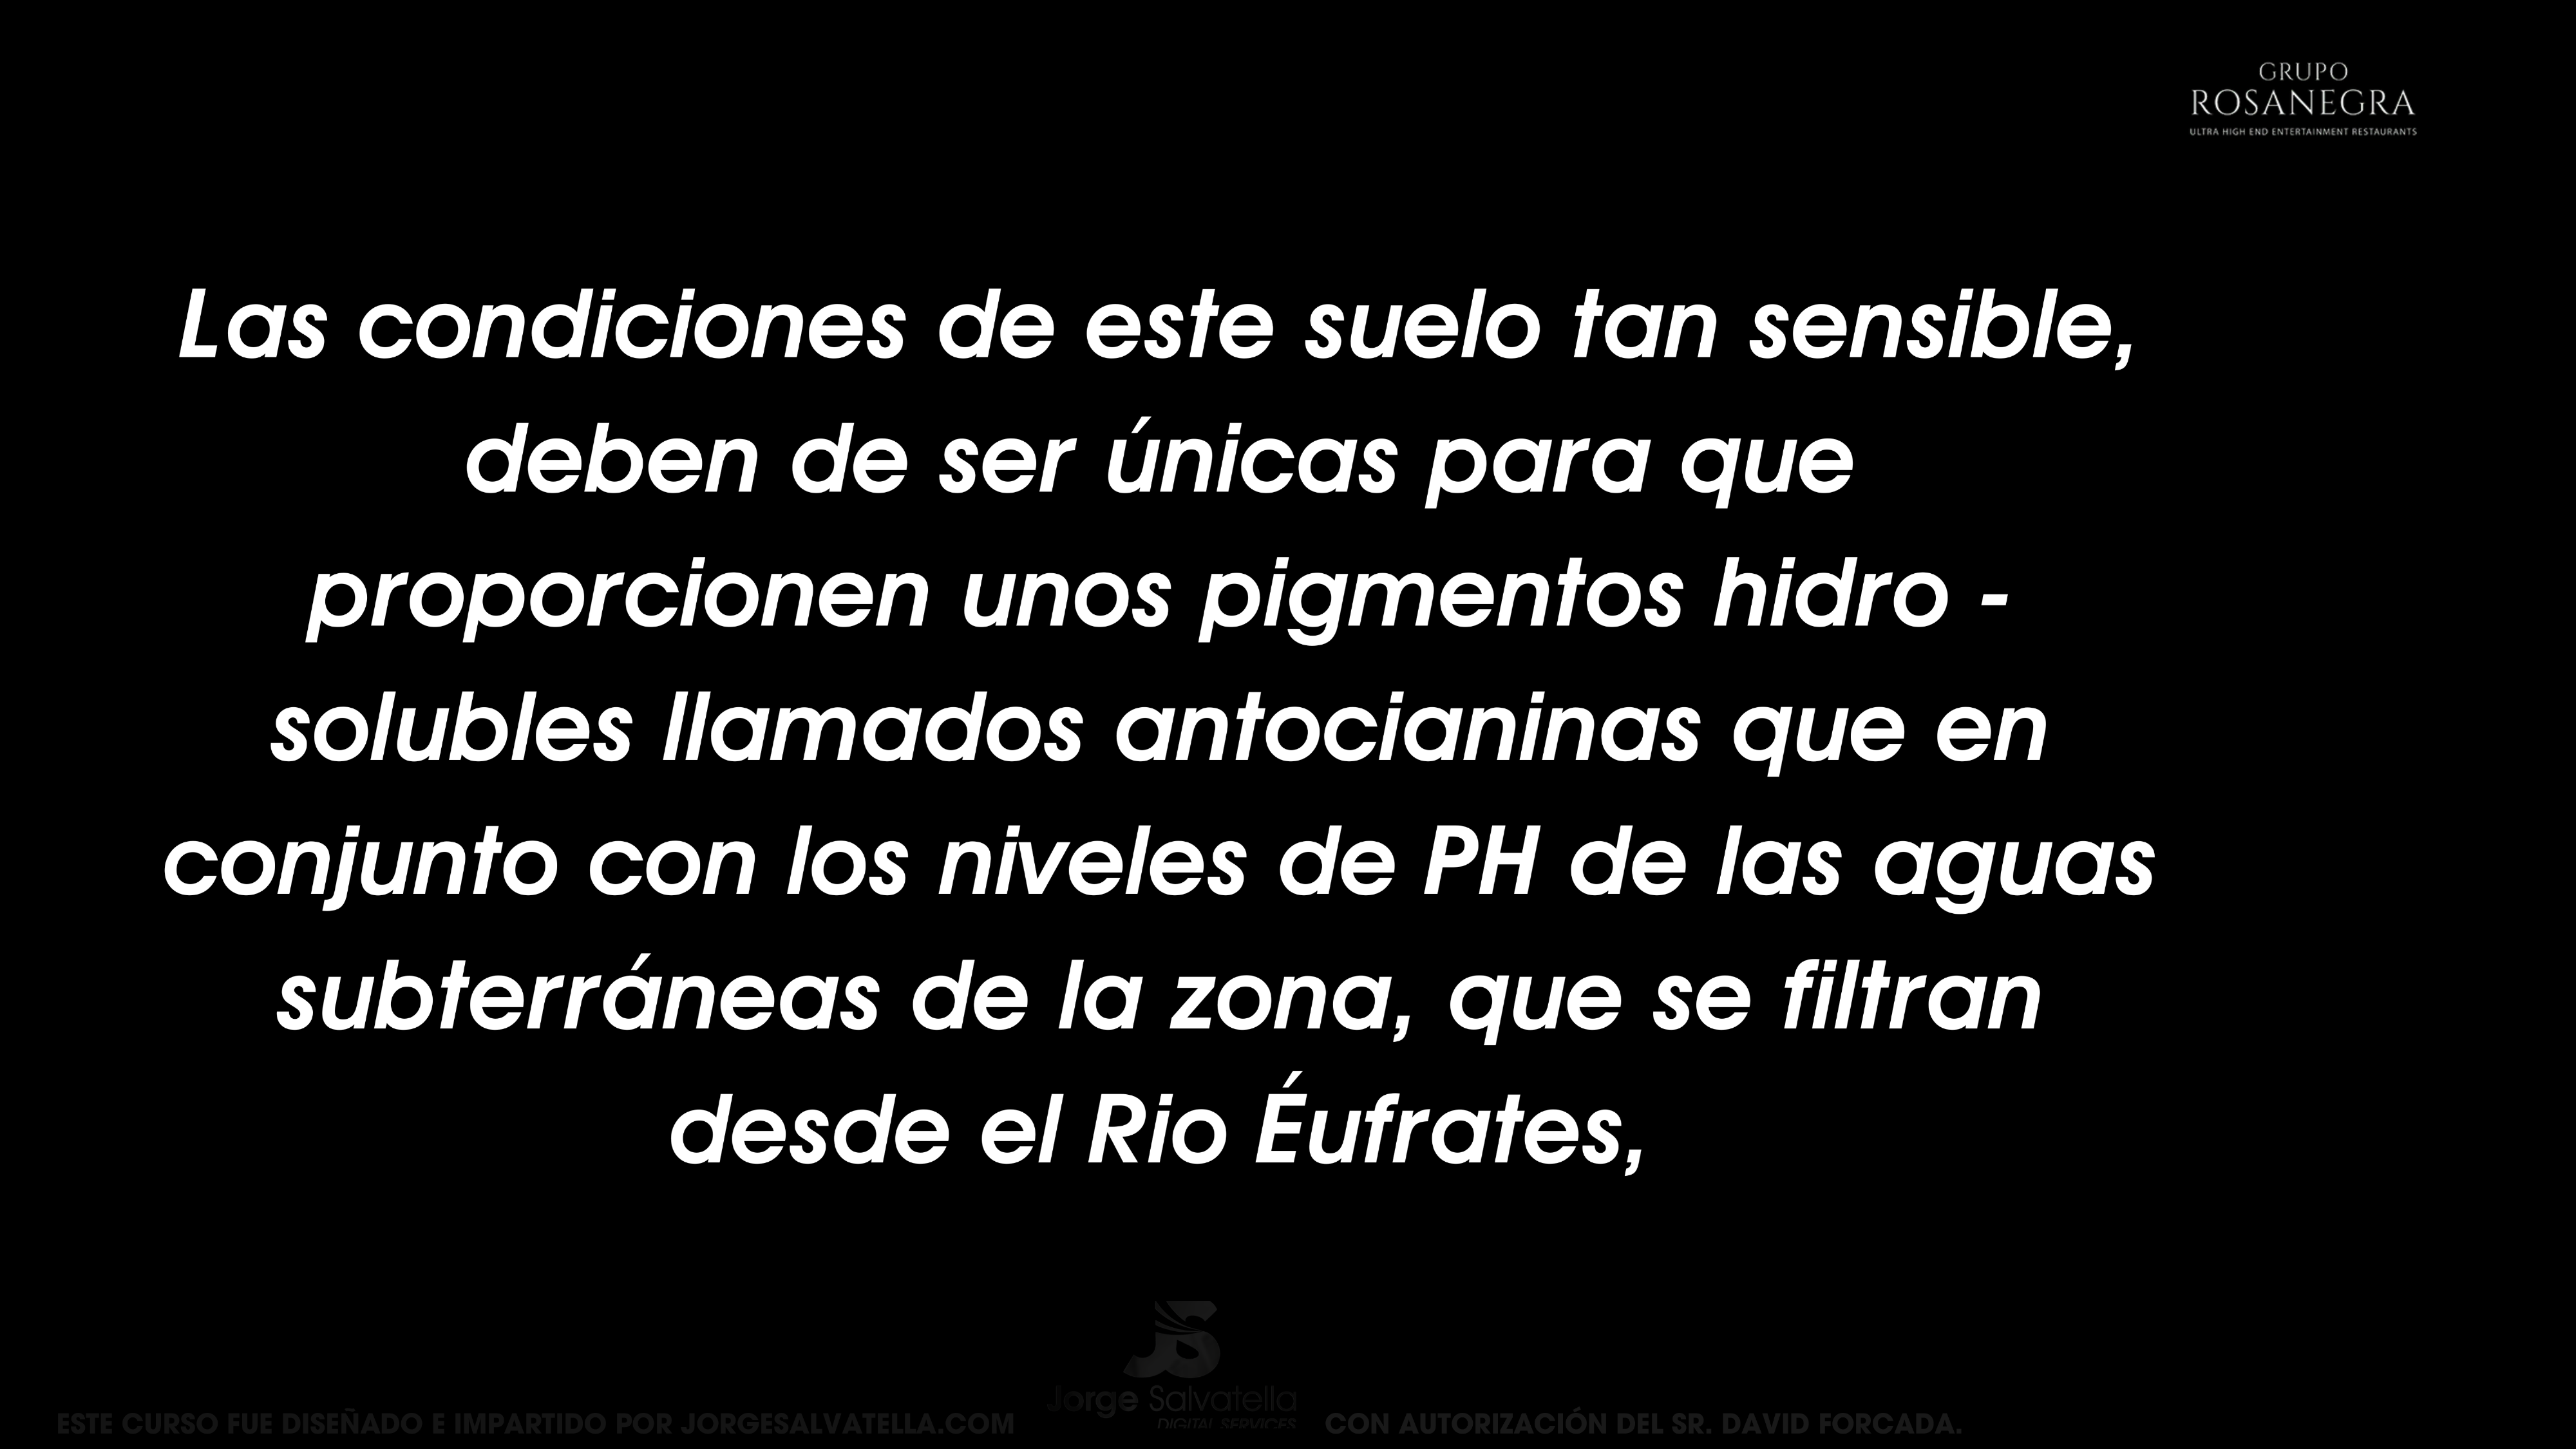 GRUPO
ROSANEGRA
ULTRA HIGH END ENTERTAINMENT RESTAURANTS
Las condiciones de este suelo tan sensible,
deben de ser únicas para que
proporcionen unos pigmentos hidro -
solubles llamados antocianinas que en
conjunto con los niveles de PH de las aguas
subterráneas de la zona, que se filtran
desde el Rio Éufrates,
JS
Jorge Salvatella
DIGITAL SERVICES
ESTE CURSO FUE DISEÑADO E IMPARTIDO POR JORGESALVATELLA.COM CON AUTORIZACIÓN DEL SR. DAVID FORCADA.